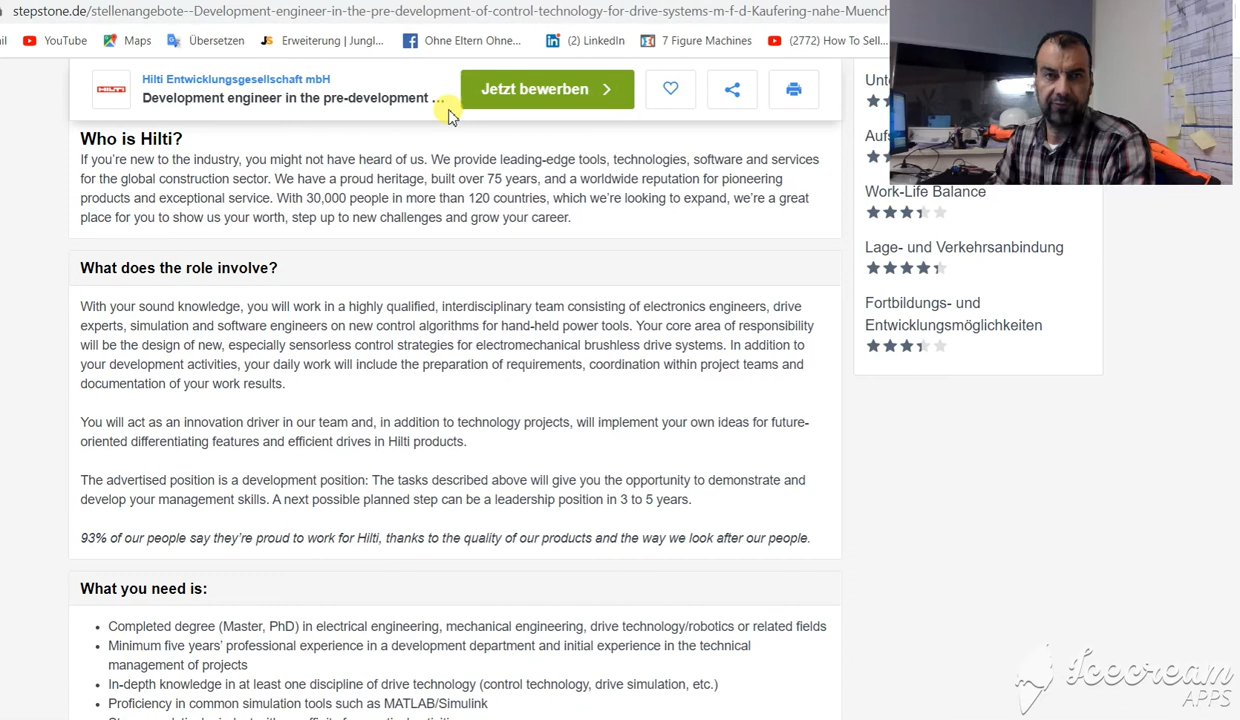 stepstone.de/stellenangebote--Development-engineer-in-the-pre-development-of-control-technology-for-drive-systems-m-f-d-Kaufering-nahe-Muenc
il YouTube Maps Übersetzen JS Erweiterung | Jungl... Ohne Eltern Ohne... (2) LinkedIn 7 Figure Machines (2772) How To Sell...
HILTI
Hilti Entwicklungsgesellschaft mbH
Development engineer in the pre-development ...
Jetzt bewerben
Who is Hilti?
If you're new to the industry, you might not have heard of us. We provide leading-edge tools, technologies, software and services
for the global construction sector. We have a proud heritage, built over 75 years, and a worldwide reputation for pioneering
products and exceptional service. With 30,000 people in more than 120 countries, which we're looking to expand, we're a great
place for you to show us your worth, step up to new challenges and grow your career.
What does the role involve?
With your sound knowledge, you will work in a highly qualified, interdisciplinary team consisting of electronics engineers, drive
experts, simulation and software engineers on new control algorithms for hand-held power tools. Your core area of responsibility
will be the design of new, especially sensorless control strategies for electromechanical brushless drive systems. In addition to
your development activities, your daily work will include the preparation of requirements, coordination within project teams and
documentation of your work results.
You will act as an innovation driver in our team and, in addition to technology projects, will implement your own ideas for future-
oriented differentiating features and efficient drives in Hilti products.
The advertised position is a development position: The tasks described above will give you the opportunity to demonstrate and
develop your management skills. A next possible planned step can be a leadership position in 3 to 5 years.
93% of our people say they're proud to work for Hilti, thanks to the quality of our products and the way we look after our people.
What you need is:
• Completed degree (Master, PhD) in electrical engineering, mechanical engineering, drive technology/robotics or related fields
• Minimum five years' professional experience in a development department and initial experience in the technical
management of projects
• In-depth knowledge in at least one discipline of drive technology (control technology, drive simulation, etc.)
• Proficiency in common simulation tools such as MATLAB/Simulink
Unte
Aufs
Work-Life Balance
Lage- und Verkehrsanbindung
Fortbildungs- und
Entwicklungsmöglichkeiten
Icecream
APPS